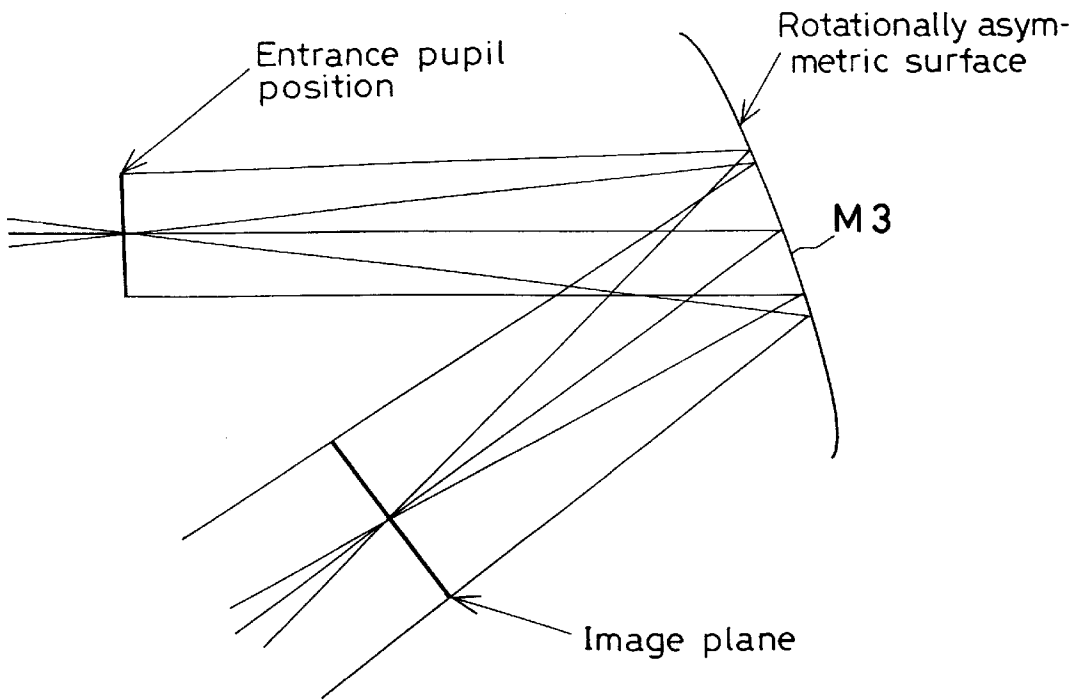 Rotationally asym-
metric surface
Entrance pupil
position
M3
Image plane